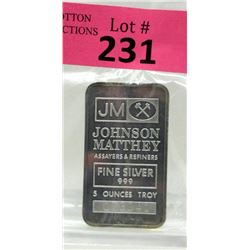 OTTON
CTIONS
Lot #
231
JM
JOHNSON
MATTHEY
ASSAYERS & REFINERS
FINE SILVER
999
5 OUNCES TROY